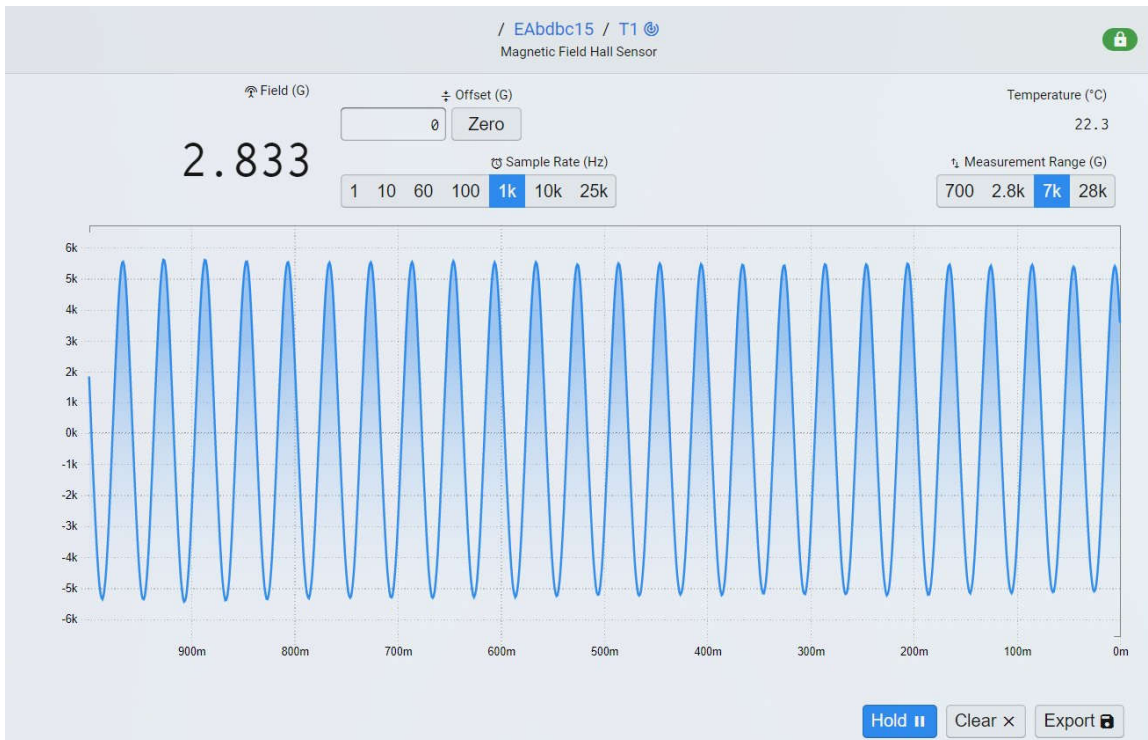 / EAbdbc15 / T1
Magnetic Field Hall Sensor
Field (G)
2.833
Offset (G)
0 Zero
Sample Rate (Hz)
1 10 60 100 1k 10k 25k
Temperature (°C)
22.3
Measurement Range (G)
700 2.8k 7k 28k
6k
5k
4k
3k
2k
1k
0k
-1k
-2k
-3k
-4k
-5k
-6k
900m 800m 700m 600m 500m 400m 300m 200m 100m 0m
Hold Clear × Export